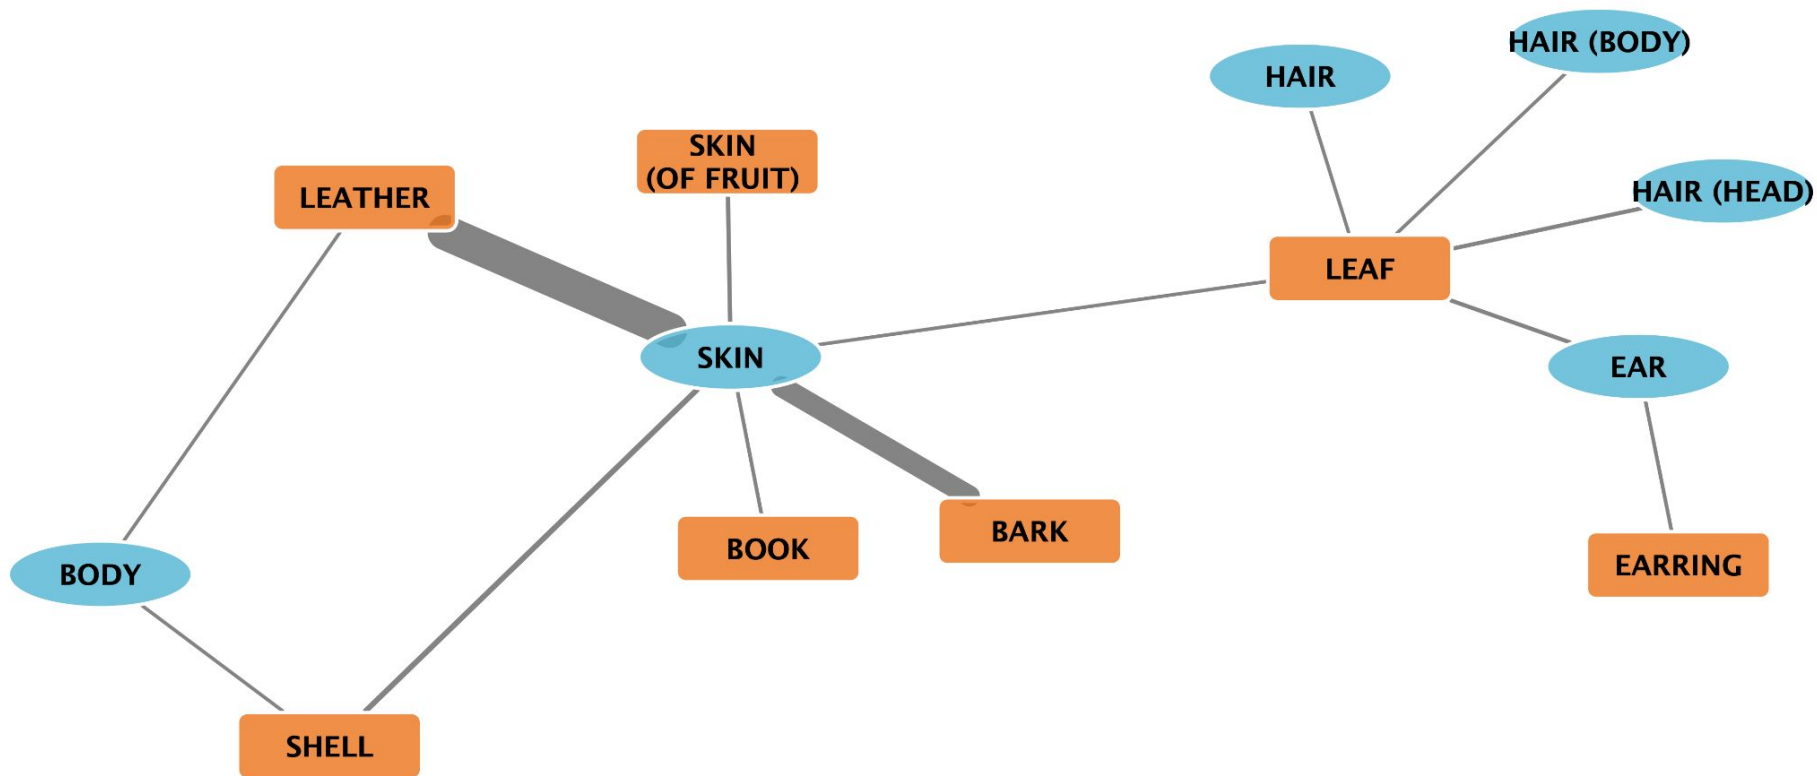 HAIR (BODY)
HAIR
SKIN
(OF FRUIT)
LEATHER
HAIR (HEAD)
LEAF
SKIN
EAR
BARK
BOOK
EARRING
BODY
SHELL